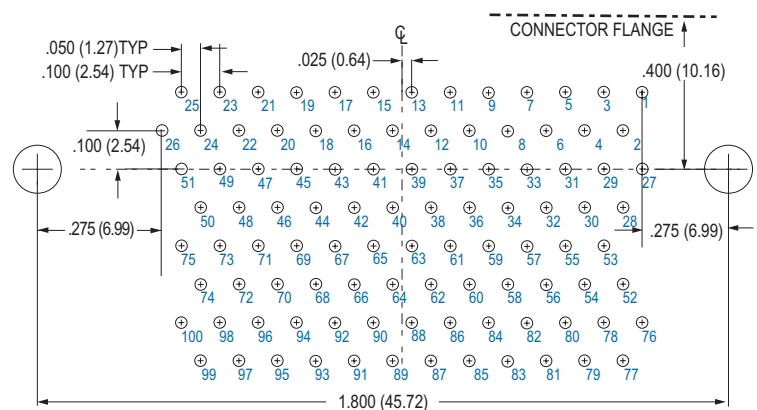 CONNECTOR FLANGE
.050 (1.27)TYP
.025 (0.64)
℄
.100 (2.54) TYP
.400 (10.16)
25 23 21 19 17 15 13 11 9 7 5 3 1
.100 (2.54)
26 24 22 20 18 16 14 12 10 8 6 4 2
51 49 47 45 43 41 39 37 35 33 31 29 27
50 48 46 44 42 40 38 36 34 32 30 28
.275 (6.99)
.275 (6.99)
75 73 71 69 67 65 63 61 59 57 55 53
74 72 70 68 66 64 62 60 58 56 54 52
100 98 96 94 92 90 88 86 84 82 80 78 76
99 97 95 93 91 89 87 85 83 81 79 77
1.800 (45.72)